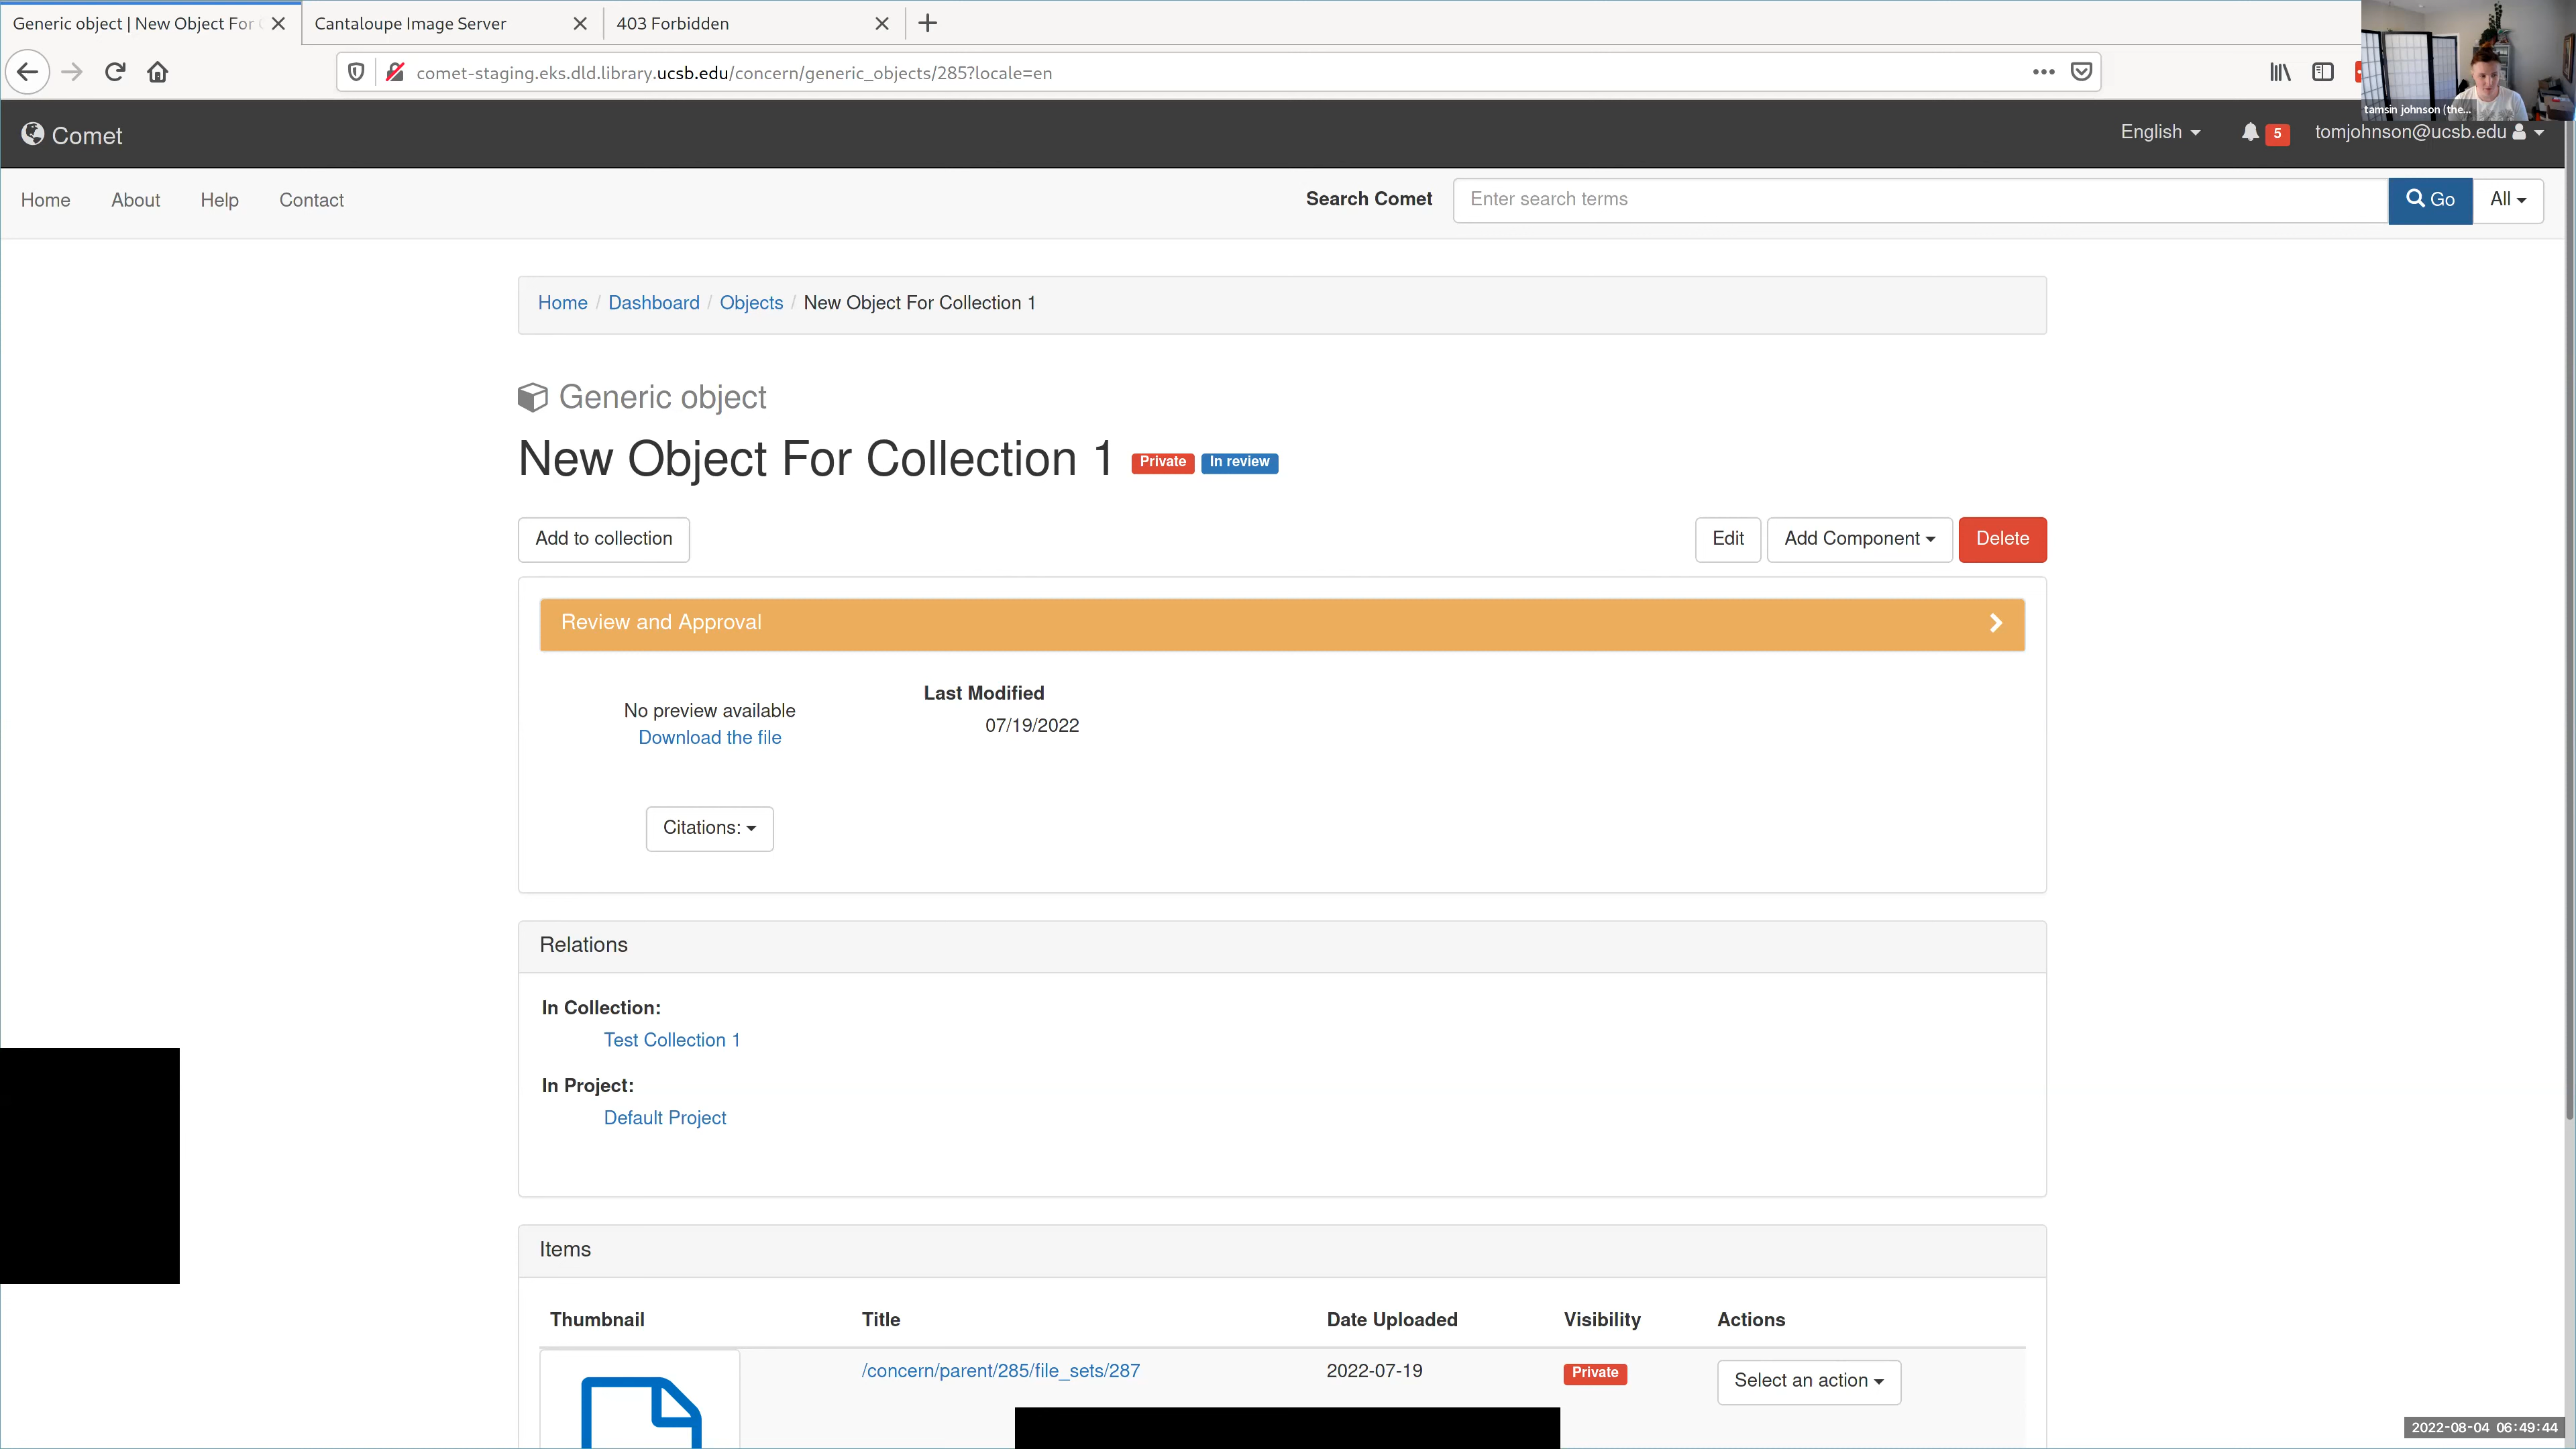 Generic object | New Object For
Cantaloupe Image Server
403 Forbidden
comet-staging.eks.dld.library.ucsb.edu/concern/generic_objects/285?locale=en
tamsin johnson (the...
Comet
English
5
tomjohnson@ucsb.edu
Home
About
Help
Contact
Search Comet
Enter search terms
Go
All
Home / Dashboard / Objects / New Object For Collection 1
Generic object
New Object For Collection 1 Private In review
Add to collection
Edit
Add Component
Delete
Review and Approval
No preview available
Download the file
Last Modified
07/19/2022
Citations:
Relations
In Collection:
Test Collection 1
In Project:
Default Project
Items
Thumbnail Title Date Uploaded Visibility Actions
/concern/parent/285/file_sets/287 2022-07-19 Private Select an action
2022-08-04 06:49:44